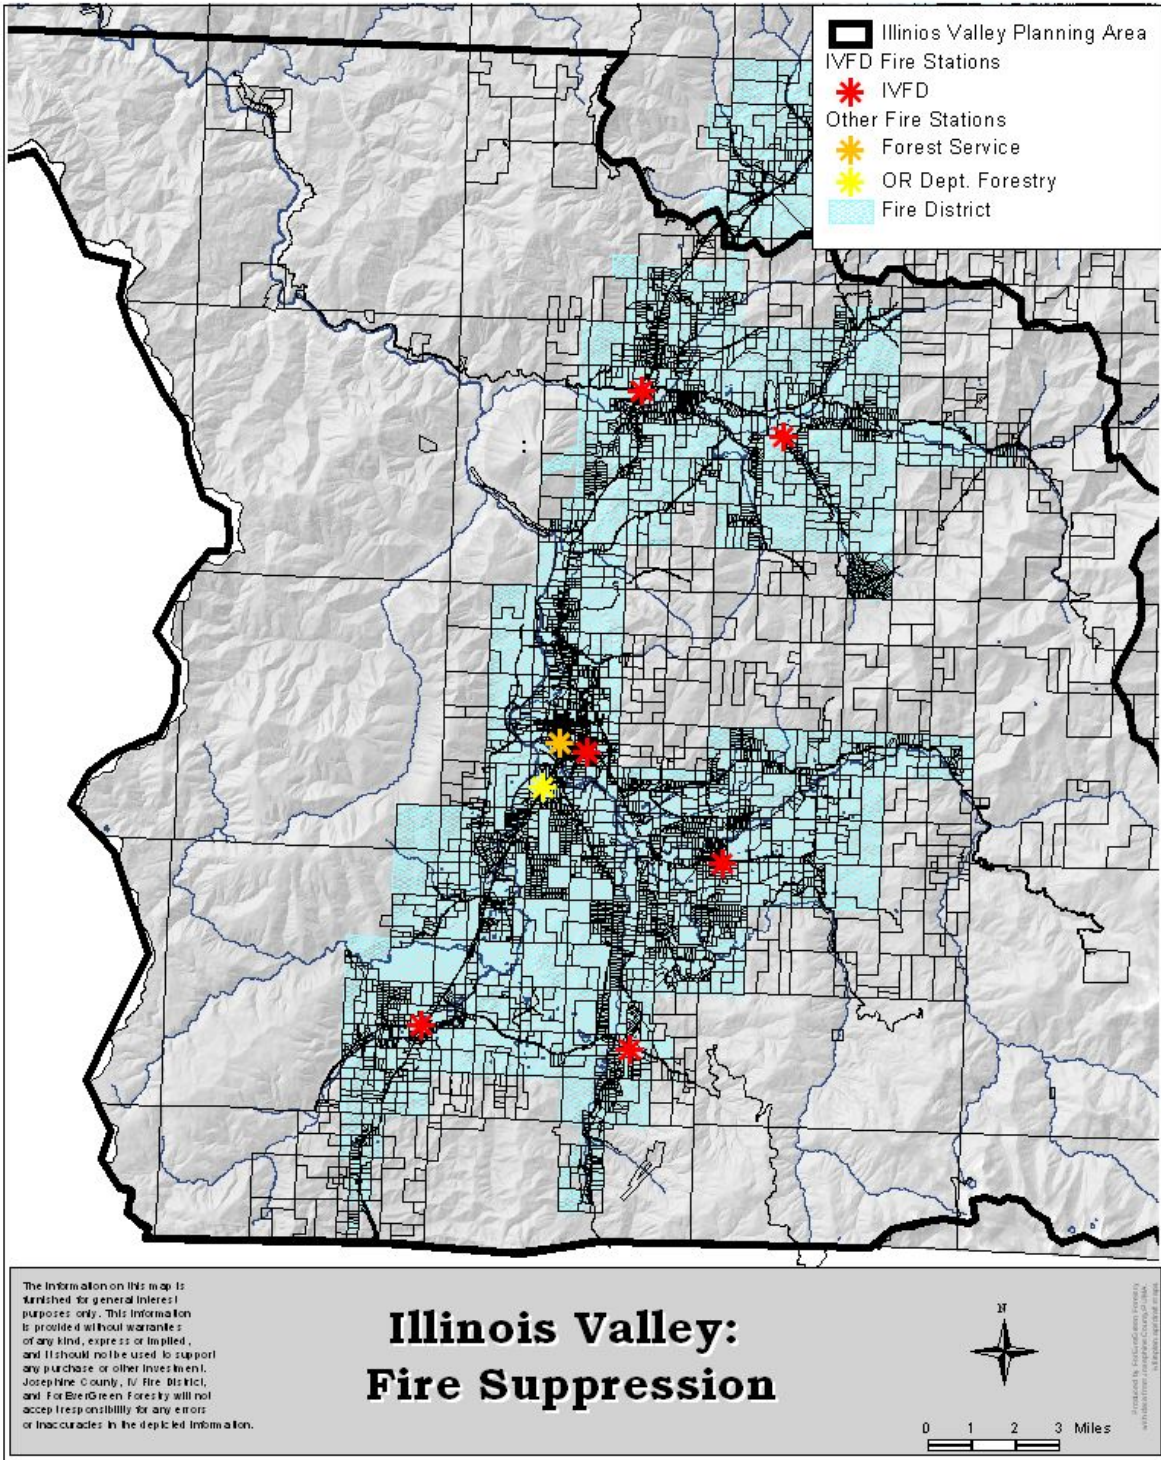 Illinios Valley Planning Area
IVFD Fire Stations
IVFD
Other Fire Stations
Forest Service
OR Dept. Forestry
Fire District
The information on this map is
furnished for general interest
purposes only. This information
is provided without warranties
of any kind, express or implied,
and it should not be used to support
any purchase or other investment.
Josephine County, IV Fire District,
and ForEverGreen Forestry will not
accept responsibility for any errors
or inaccuracies in the depicted information.
Illinois Valley:
Fire Suppression
N
0 1 2 3 Miles
Produced by ForEverGreen Forestry